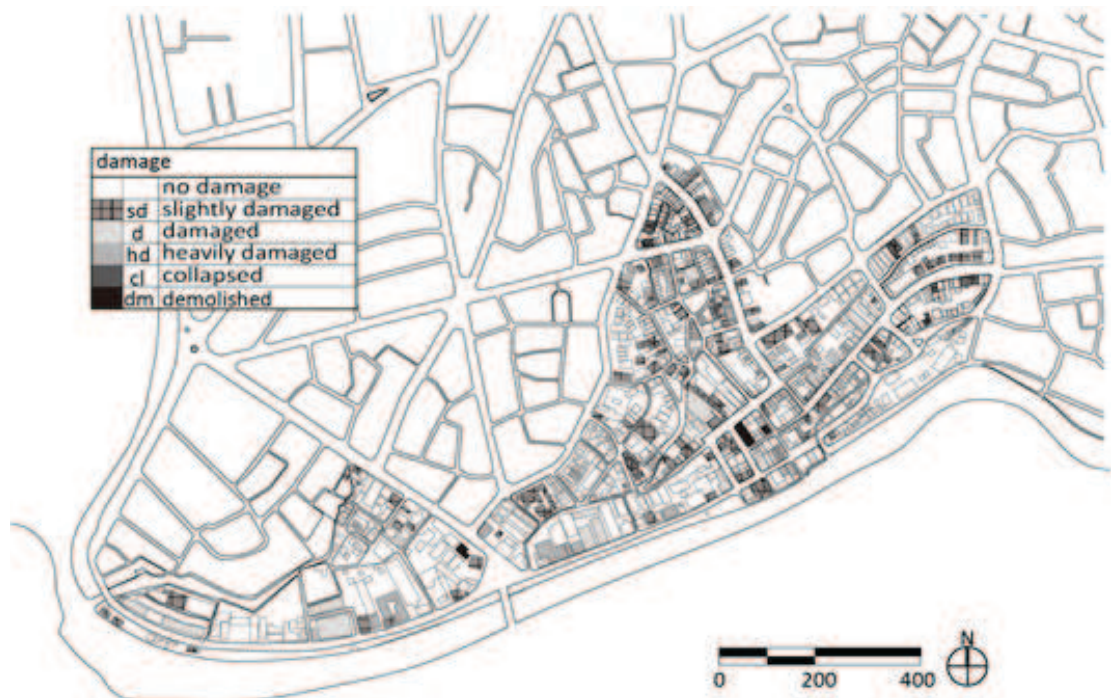 damage
no damage
sd slightly damaged
d damaged
hd heavily damaged
cl collapsed
dm demolished
N
0 200 400